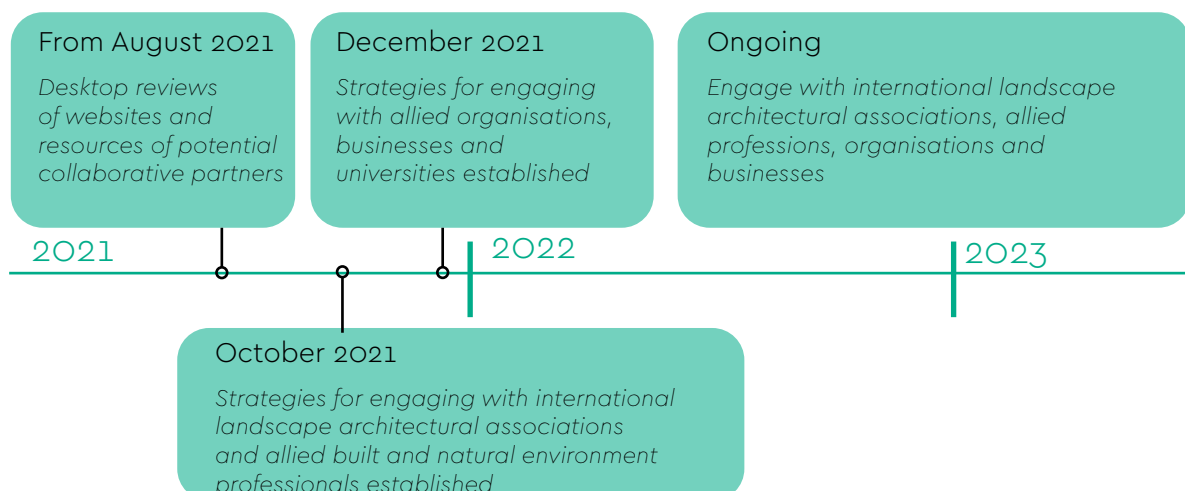 From August 2021
Desktop reviews
of websites and
resources of potential
collaborative partners
December 2021
Strategies for engaging
with allied organisations,
businesses and
universities established
Ongoing
Engage with international landscape
architectural associations, allied
professions, organisations and
businesses
2021
2022
2023
October 2021
Strategies for engaging with international
landscape architectural associations
and allied built and natural environment
professionals established